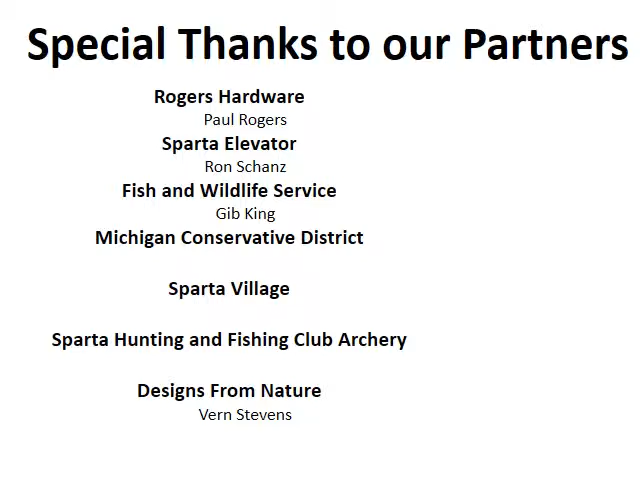 Special Thanks to our Partners
Rogers Hardware
Paul Rogers
Sparta Elevator
Ron Schanz
Fish and Wildlife Service
Gib King
Michigan Conservative District
Sparta Village
Sparta Hunting and Fishing Club Archery
Designs From Nature
Vern Stevens